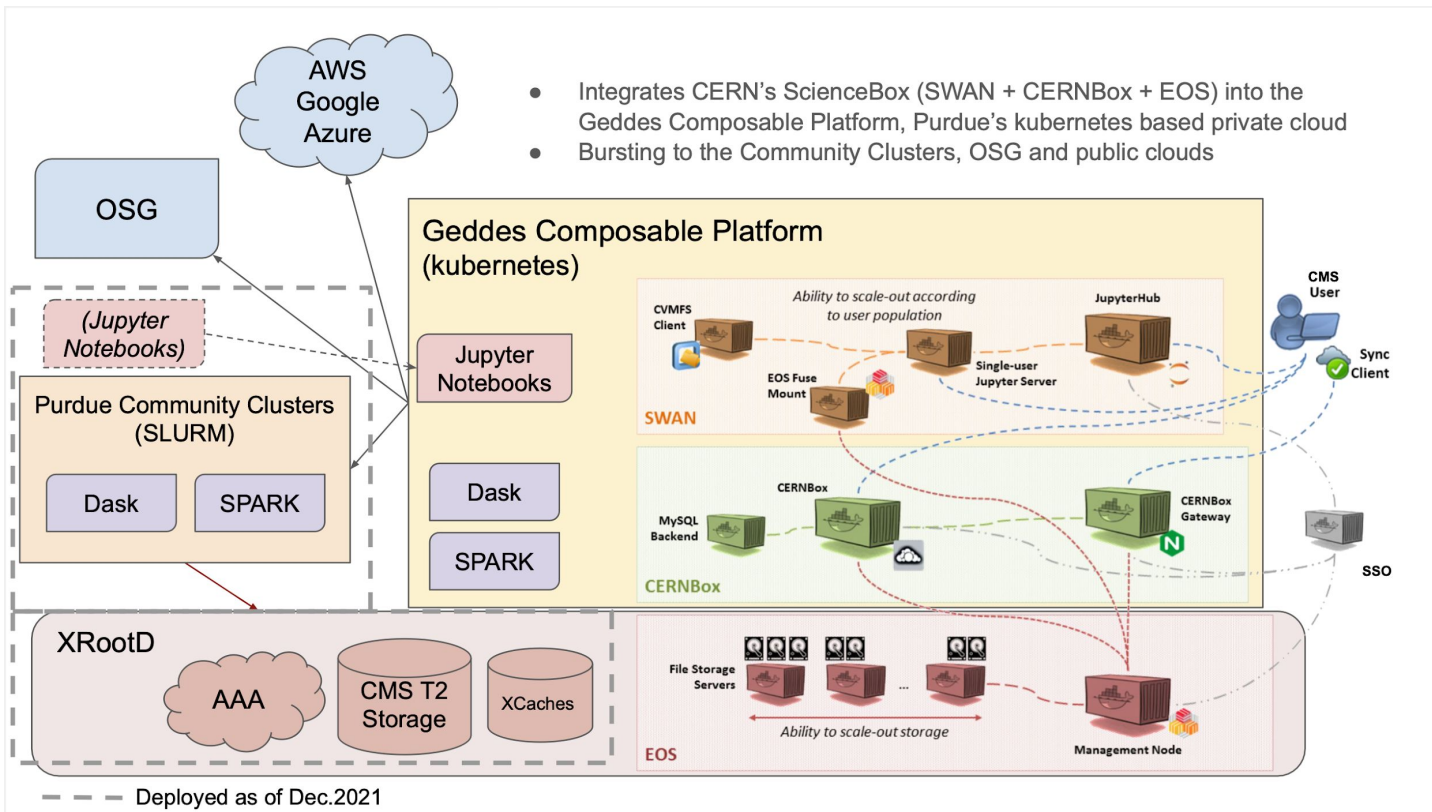 AWS
Google
Azure
● Integrates CERN's ScienceBox (SWAN + CERNBox + EOS) into the
Geddes Composable Platform, Purdue's kubernetes based private cloud
● Bursting to the Community Clusters, OSG and public clouds
OSG
Geddes Composable Platform
(kubernetes)
(Jupyter
Notebooks)
Jupyter
Notebooks
Purdue Community Clusters
(SLURM)
Dask
SPARK
Dask
SPARK
CVMFS
Client
Ability to scale-out according
to user population
JupyterHub
EOS Fuse
Mount
Single-user
Jupyter Server
SWAN
CMS
User
Sync
Client
CERNBox
MySQL
Backend
CERNBox
Gateway
N
CERNBox
SSO
XRootD
AAA
CMS T2
Storage
XCaches
File Storage
Servers
...
Ability to scale-out storage
Management Node
EOS
Deployed as of Dec.2021